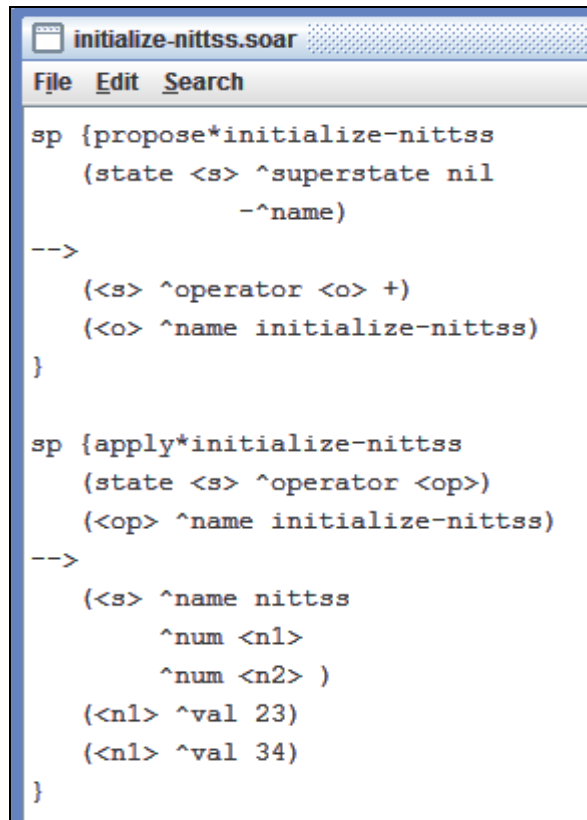 initialize-nittss.soar
File Edit Search
sp {propose*initialize-nittss
   (state <s> ^superstate nil
             -^name)
-->
   (<s> ^operator <o> +)
   (<o> ^name initialize-nittss)
}

sp {apply*initialize-nittss
   (state <s> ^operator <op>)
   (<op> ^name initialize-nittss)
-->
   (<s> ^name nittss
        ^num <n1>
        ^num <n2> )
   (<n1> ^val 23)
   (<n1> ^val 34)
}